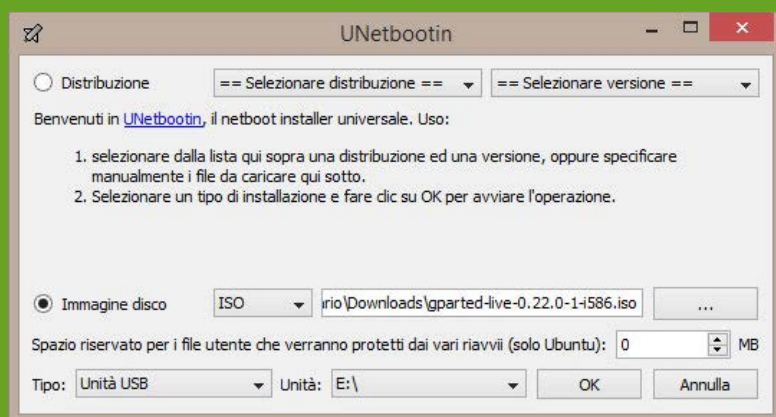 UNetbootin
Distribuzione == Selezionare distribuzione == == Selezionare versione ==
Benvenuti in UNetbootin, il netboot installer universale. Uso:
1. selezionare dalla lista qui sopra una distribuzione ed una versione, oppure specificare
manualmente i file da caricare qui sotto.
2. Selezionare un tipo di installazione e fare clic su OK per avviare l'operazione.
Immagine disco ISO ırio\Downloads\gparted-live-0.22.0-1-i586.iso ...
Spazio riservato per i file utente che verranno protetti dai vari riavvii (solo Ubuntu): 0 MB
Tipo: Unità USB Unità: E:\ OK Annulla